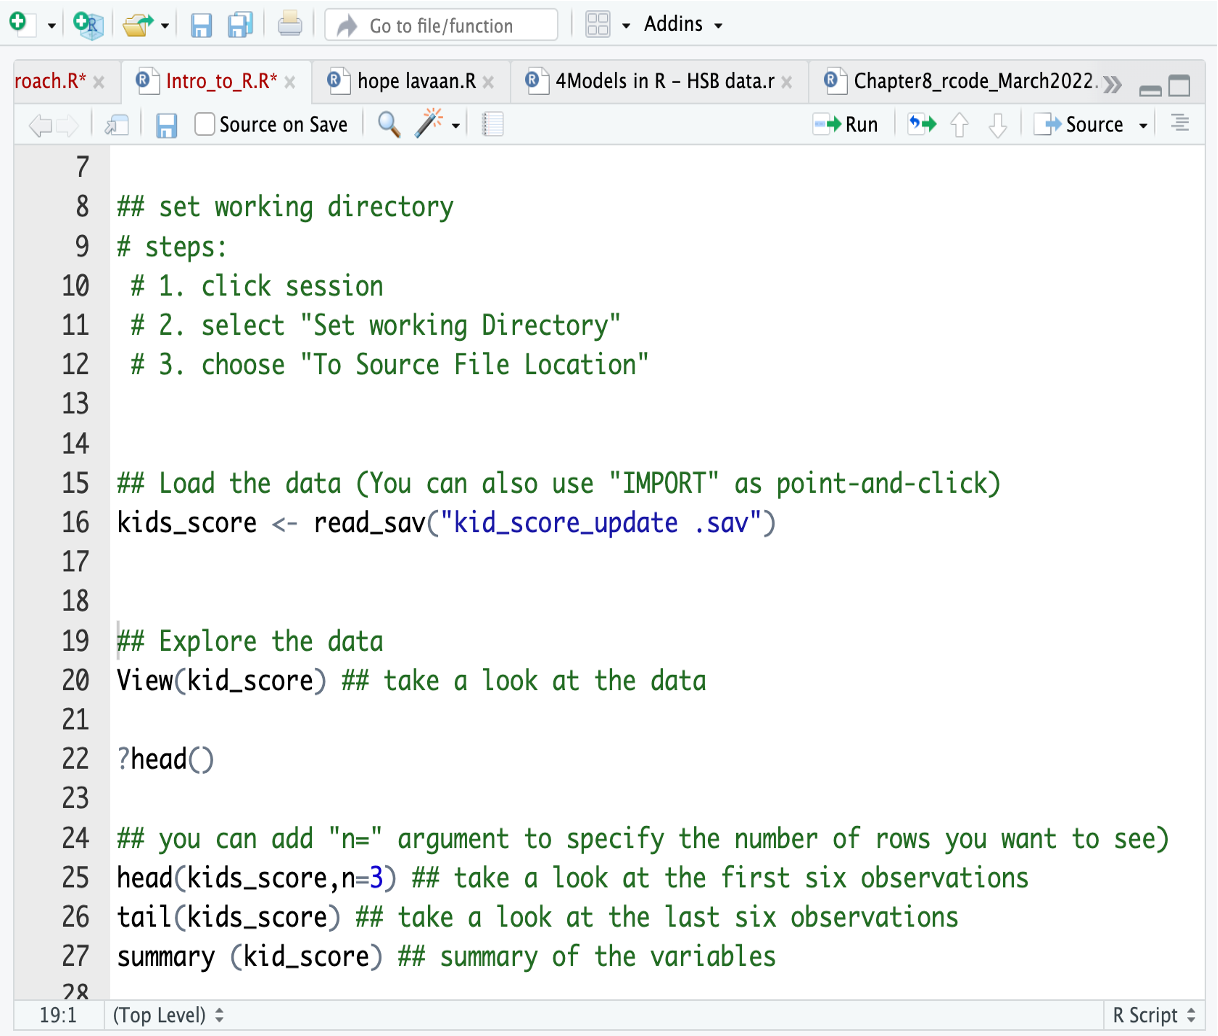 Go to file/function
Addins
roach.R*
Intro_to_R.R*
hope lavaan.R
4Models in R – HSB data.r
Chapter8_rcode_March2022.
Source on Save
Run
Source
7
8 ## set working directory
9 # steps:
10 # 1. click session
11 # 2. select "Set working Directory"
12 # 3. choose "To Source File Location"
13
14
15 ## Load the data (You can also use "IMPORT" as point-and-click)
16 kids_score <- read_sav("kid_score_update .sav")
17
18
19 ## Explore the data
20 View(kid_score) ## take a look at the data
21
22 ?head()
23
24 ## you can add "n=" argument to specify the number of rows you want to see)
25 head(kids_score,n=3) ## take a look at the first six observations
26 tail(kids_score) ## take a look at the last six observations
27 summary (kid_score) ## summary of the variables
28
19:1 (Top Level) R Script